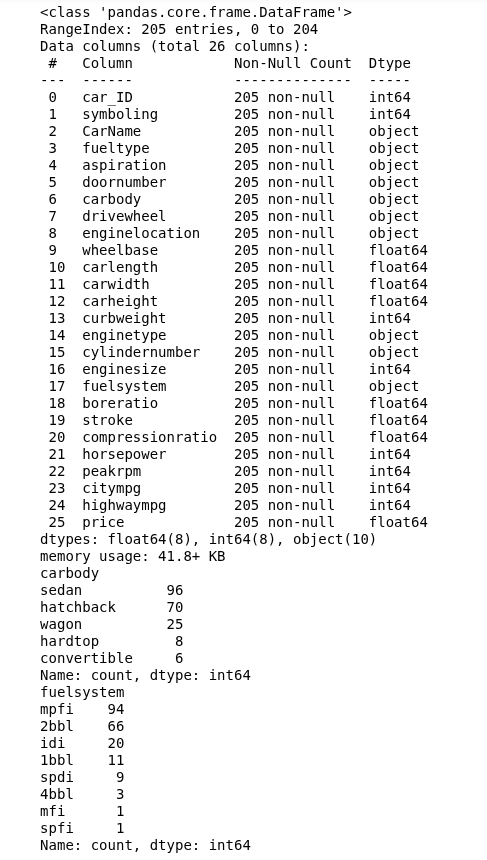 <class 'pandas.core.frame.DataFrame'>
RangeIndex: 205 entries, 0 to 204
Data columns (total 26 columns):
 #   Column            Non-Null Count  Dtype
---  ------            --------------  -----
 0   car_ID            205 non-null    int64
 1   symboling         205 non-null    int64
 2   CarName           205 non-null    object
 3   fueltype          205 non-null    object
 4   aspiration        205 non-null    object
 5   doornumber        205 non-null    object
 6   carbody           205 non-null    object
 7   drivewheel        205 non-null    object
 8   enginelocation    205 non-null    object
 9   wheelbase         205 non-null    float64
 10  carlength         205 non-null    float64
 11  carwidth          205 non-null    float64
 12  carheight         205 non-null    float64
 13  curbweight        205 non-null    int64
 14  enginetype        205 non-null    object
 15  cylindernumber    205 non-null    object
 16  enginesize        205 non-null    int64
 17  fuelsystem        205 non-null    object
 18  boreratio         205 non-null    float64
 19  stroke            205 non-null    float64
 20  compressionratio  205 non-null    float64
 21  horsepower        205 non-null    int64
 22  peakrpm           205 non-null    int64
 23  citympg           205 non-null    int64
 24  highwaympg        205 non-null    int64
 25  price             205 non-null    float64
dtypes: float64(8), int64(8), object(10)
memory usage: 41.8+ KB
carbody
sedan          96
hatchback      70
wagon          25
hardtop         8
convertible     6
Name: count, dtype: int64
fuelsystem
mpfi    94
2bbl    66
idi     20
1bbl    11
spdi     9
4bbl     3
mfi      1
spfi     1
Name: count, dtype: int64